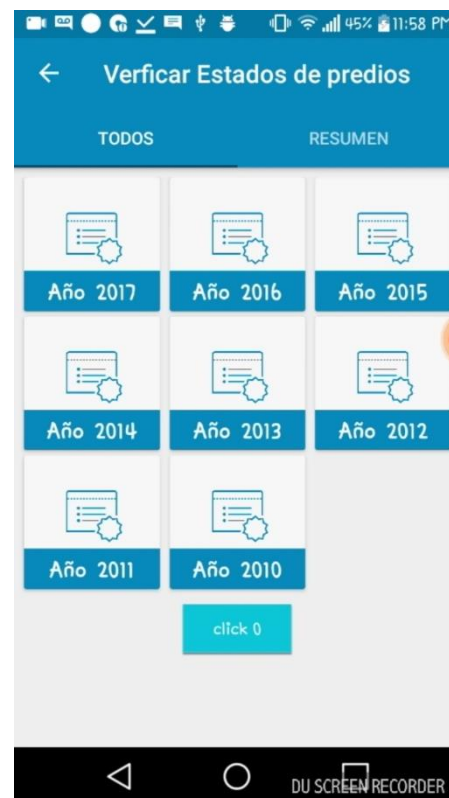 45% 11:58 PM
Verficar Estados de predios
TODOS RESUMEN
Año 2017 Año 2016 Año 2015
Año 2014 Año 2013 Año 2012
Año 2011 Año 2010
click 0
DU SCREEN RECORDER